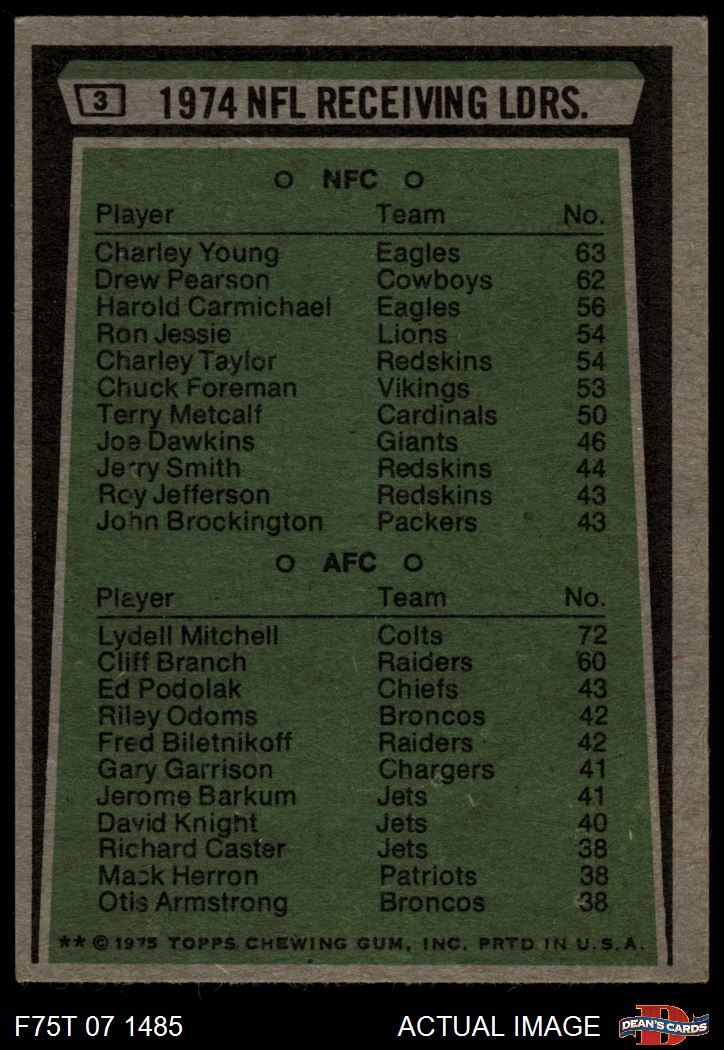 3 1974 NFL RECEIVING LDRS.
NFC
Player Team No.
Charley Young Eagles 63
Drew Pearson Cowboys 62
Harold Carmichael Eagles 56
Ron Jessie Lions 54
Charley Taylor Redskins 54
Chuck Foreman Vikings 53
Terry Metcalf Cardinals 50
Joe Dawkins Giants 46
Jerry Smith Redskins 44
Roy Jefferson Redskins 43
John Brockington Packers 43
AFC
Player Team No.
Lydell Mitchell Colts 72
Cliff Branch Raiders 60
Ed Podolak Chiefs 43
Riley Odoms Broncos 42
Fred Biletnikoff Raiders 42
Gary Garrison Chargers 41
Jerome Barkum Jets 41
David Knight Jets 40
Richard Caster Jets 38
Mack Herron Patriots 38
Otis Armstrong Broncos 38
** © 1975 TOPPS CHEWING GUM, INC. PRTD IN U.S.A.
F75T 07 1485 ACTUAL IMAGE D DEAN'S CARDS